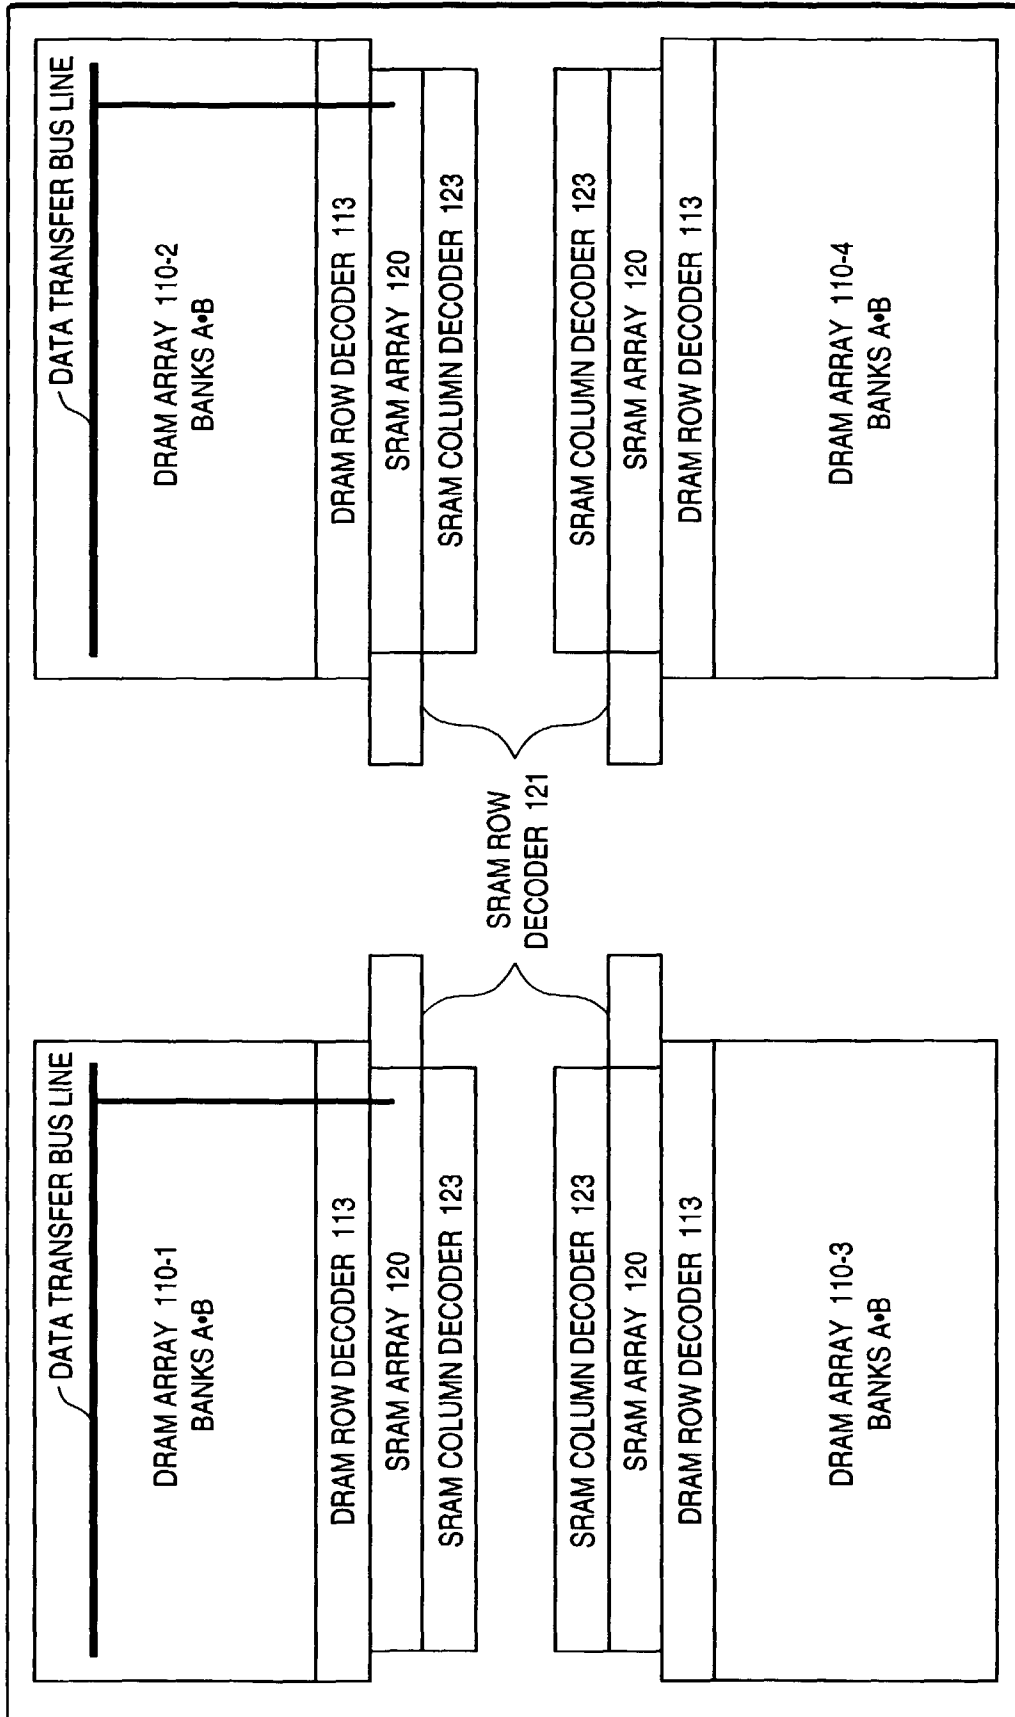 DATA TRANSFER BUS LINE
DRAM ARRAY 110-1
BANKS A•B
DRAM ROW DECODER 113
SRAM ARRAY 120
SRAM COLUMN DECODER 123
SRAM COLUMN DECODER 123
SRAM ARRAY 120
DRAM ROW DECODER 113
DRAM ARRAY 110-3
BANKS A•B
SRAM ROW
DECODER 121
DATA TRANSFER BUS LINE
DRAM ARRAY 110-2
BANKS A•B
DRAM ROW DECODER 113
SRAM ARRAY 120
SRAM COLUMN DECODER 123
SRAM COLUMN DECODER 123
SRAM ARRAY 120
DRAM ROW DECODER 113
DRAM ARRAY 110-4
BANKS A•B